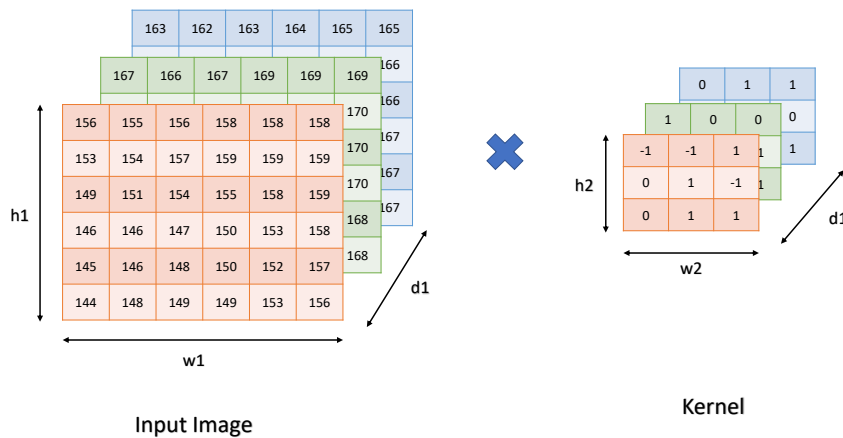 163 162 163 164 165 165
166
167 166 167 169 169 169
166
0 1 1
156 155 156 158 158 158
170
1 0 0
0
153 154 157 159 159 159
170
167
-1 -1 1
1
1
149 151 154 155 158 159
170
167
0 1 -1
1
h1
h2
146 146 147 150 153 158
168
167
0 1 1
d1
145 146 148 150 152 157
168
w2
d1
144 148 149 149 153 156
w1
Input Image
Kernel